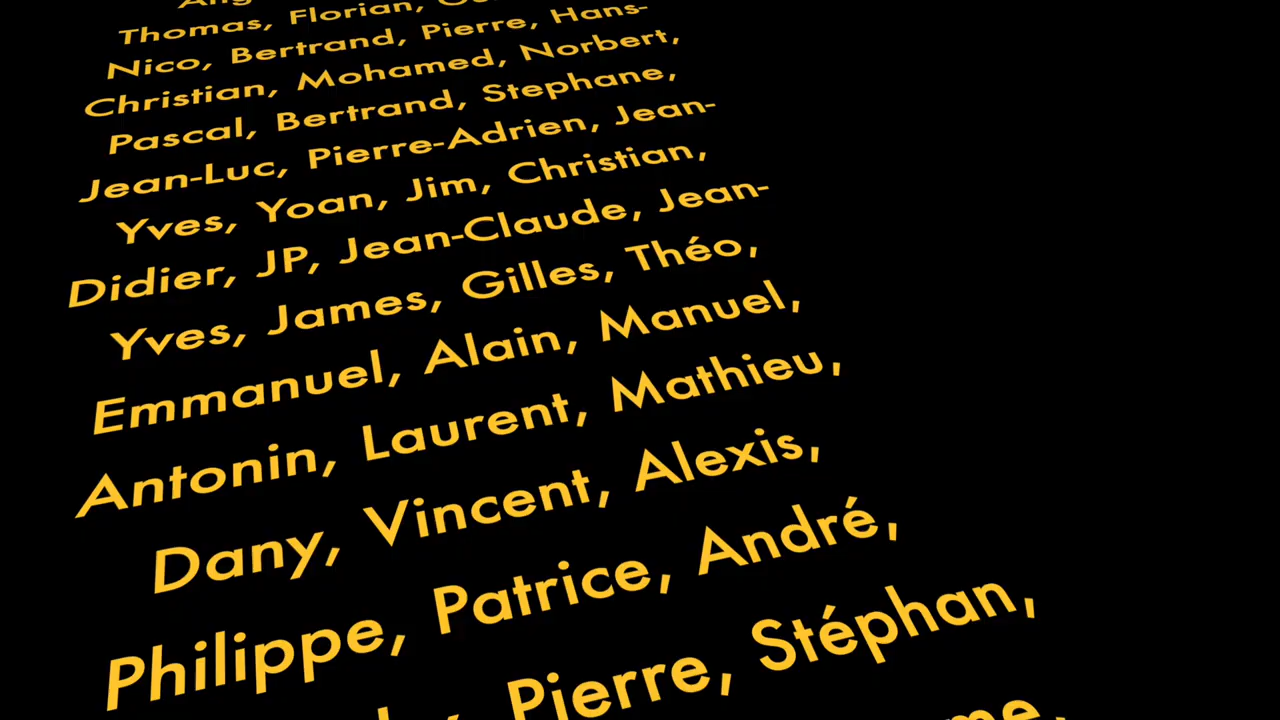 Thomas, Florian,
Nico, Bertrand, Pierre, Hans-
Christian, Mohamed, Norbert,
Pascal, Bertrand, Stephane,
Jean-Luc, Pierre-Adrien, Jean-
Yves, Yoan, Jim, Christian,
Didier, JP, Jean-Claude, Jean-
Yves, James, Gilles, Théo,
Emmanuel, Alain, Manuel,
Antonin, Laurent, Mathieu,
Dany, Vincent, Alexis,
Philippe, Patrice, André,
Pierre, Stéphan,